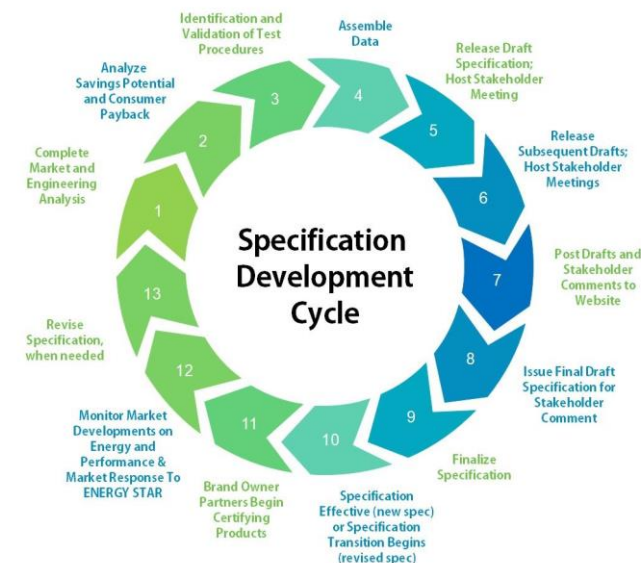 Specification
Development
Cycle
1
Complete
Market and
Engineering
Analysis
2
Analyze
Savings Potential
and Consumer
Payback
3
Identification and
Validation of Test
Procedures
4
Assemble
Data
5
Release Draft
Specification;
Host Stakeholder
Meeting
6
Release
Subsequent Drafts;
Host Stakeholder
Meetings
7
Post Drafts and
Stakeholder
Comments to
Website
8
Issue Final Draft
Specification for
Stakeholder
Comment
9
Finalize
Specification
10
Specification
Effective (new spec)
or Specification
Transition Begins
(revised spec)
11
Brand Owner
Partners Begin
Certifying
Products
12
Monitor Market
Developments on
Energy and
Performance &
Market Response To
ENERGY STAR
13
Revise
Specification,
when needed